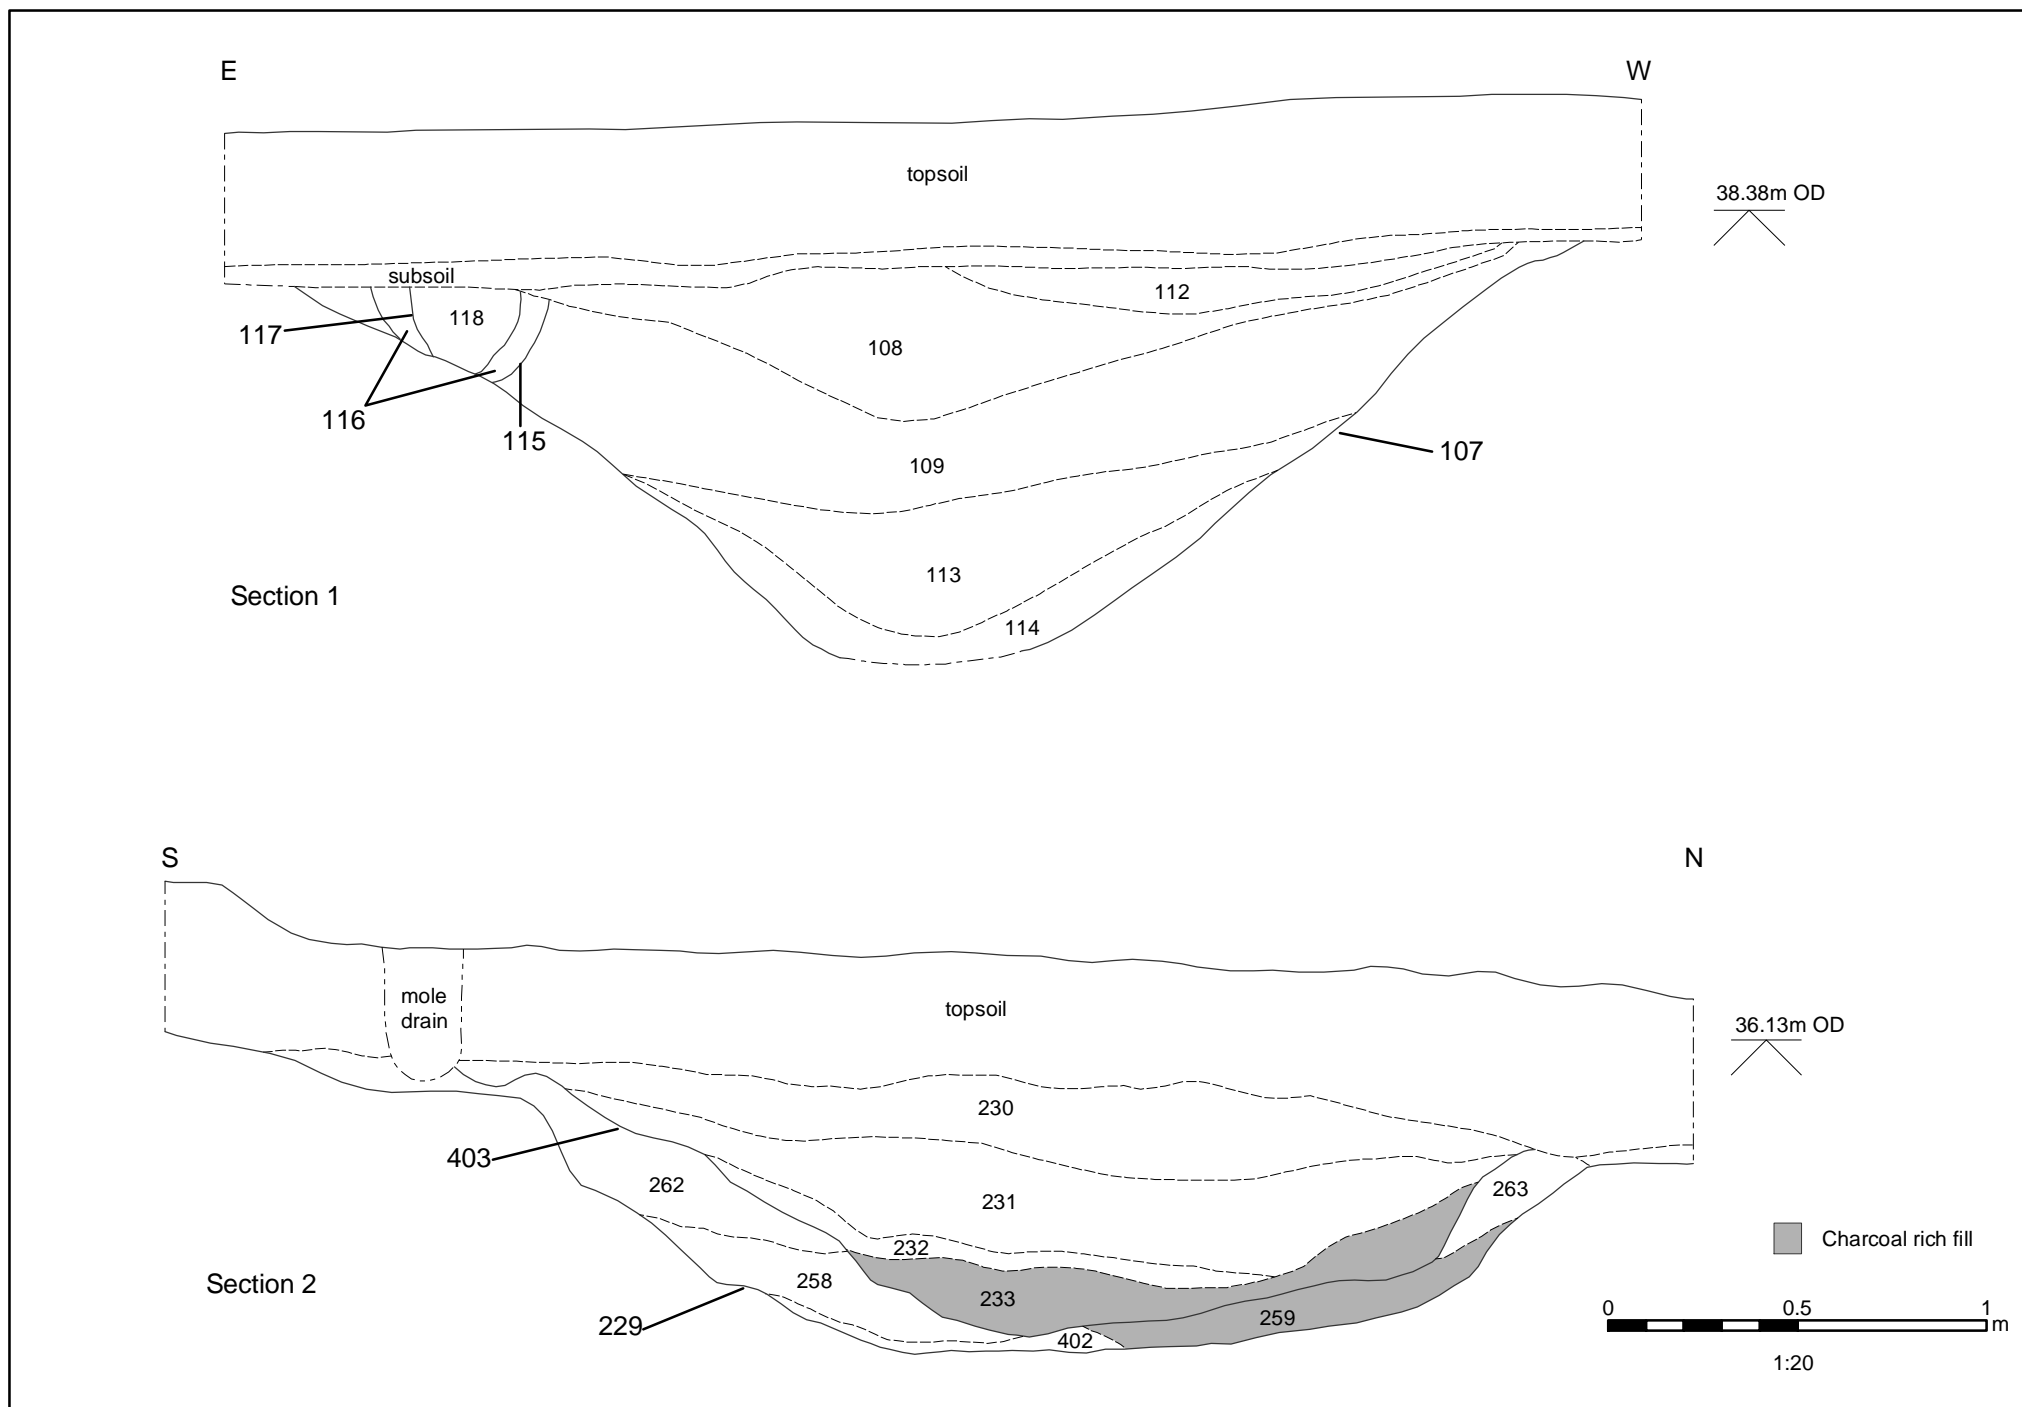 E
W
topsoil
38.38m OD
subsoil
112
118
117
108
116
115
109
107
113
Section 1
114
S
N
mole
drain
topsoil
36.13m OD
230
403
262
263
231
232
Charcoal rich fill
258
Section 2
233
259
229
402
0 0.5 1
m
1:20